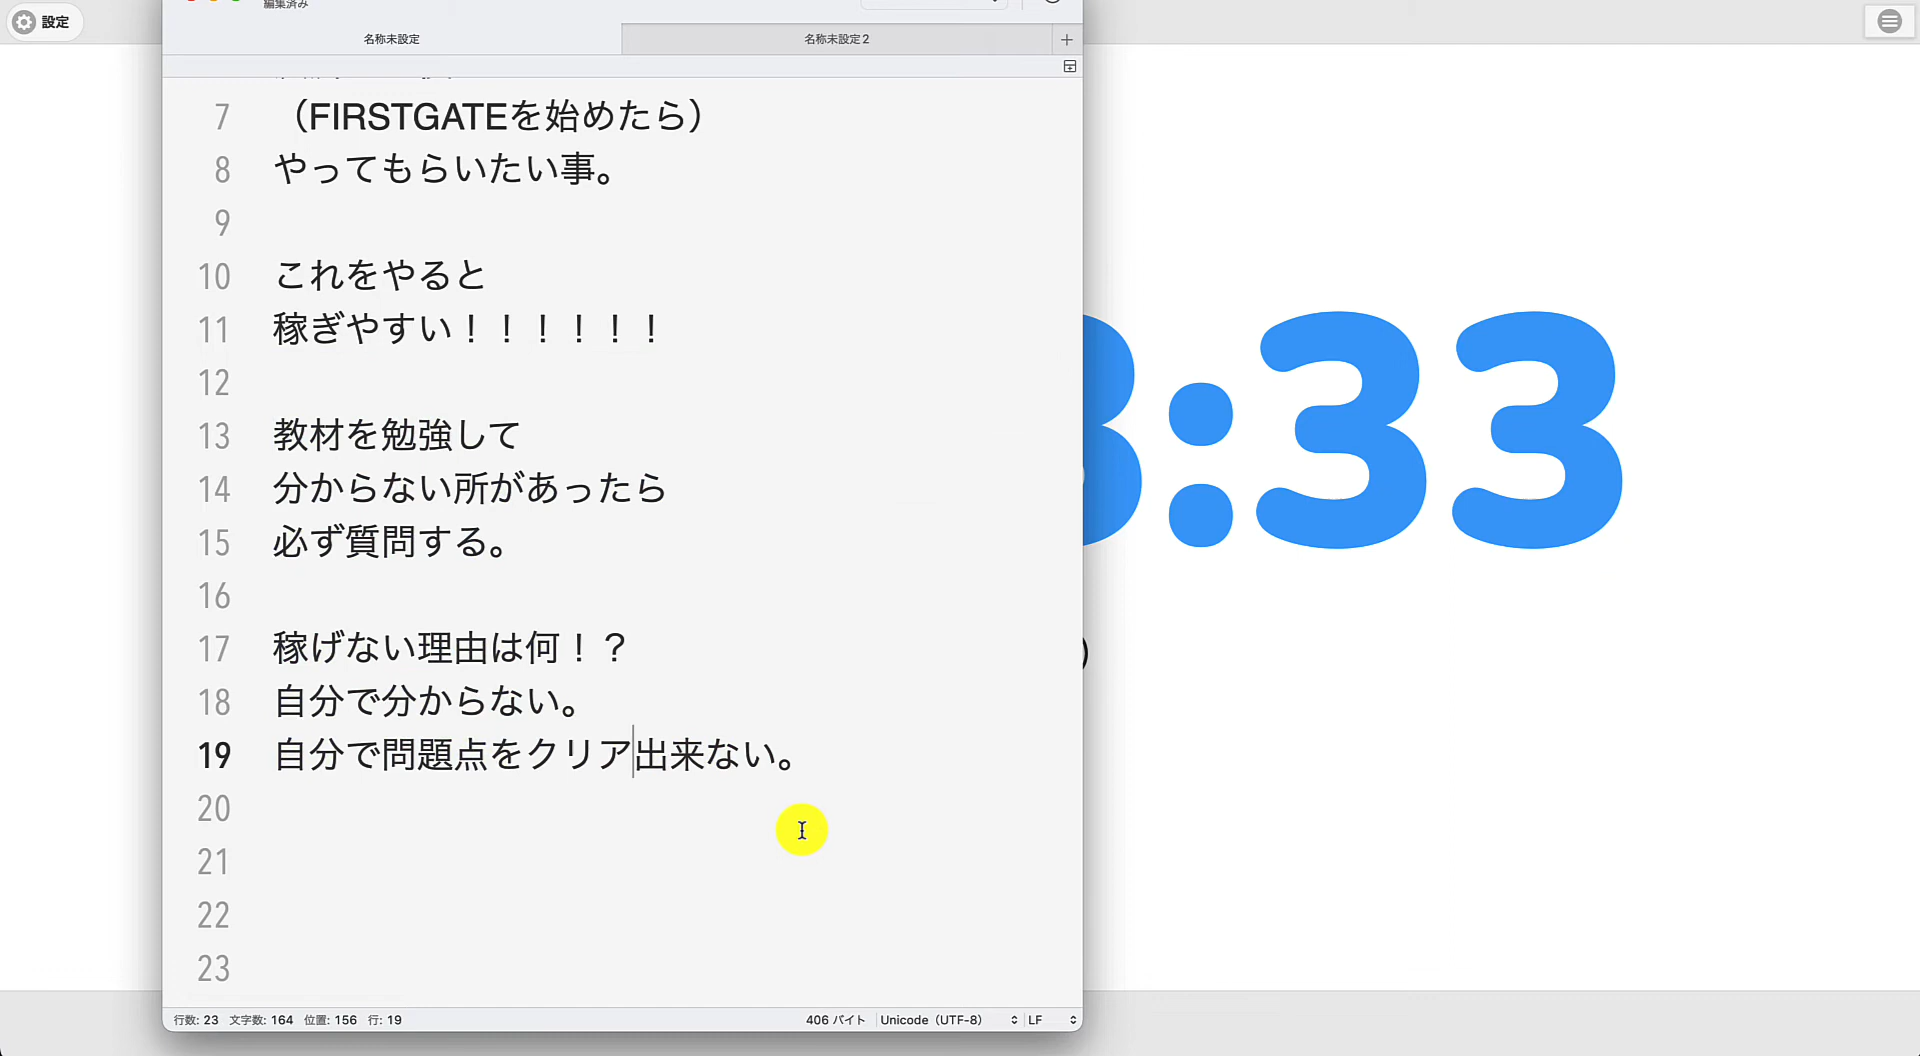 設定
編集済み
名称未設定
名称未設定2
7 （FIRSTGATEを始めたら）
8 やってもらいたい事。
9
10 これをやると
11 稼ぎやすい！！！！！！
12
13 教材を勉強して
14 分からない所があったら
15 必ず質問する。
16
17 稼げない理由は何！？
18 自分で分からない。
19 自分で問題点をクリア出来ない。
20
21
22
23
:33
)
行数: 23 文字数: 164 位置: 156 行: 19
406 バイト Unicode（UTF-8） LF